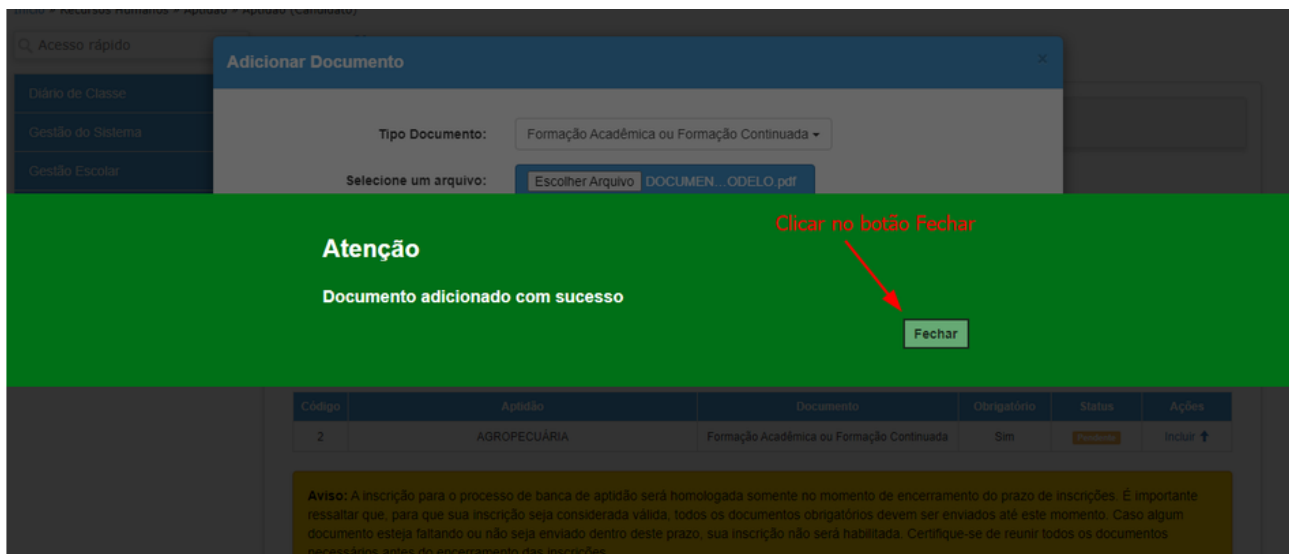 Início > Recursos Humanos > Aptidão > Aptidão (Candidato)
Acesso rápido
Adicionar Documento
×
Diário de Classe
Gestão do Sistema
Gestão Escolar
Tipo Documento:
Formação Acadêmica ou Formação Continuada
Selecione um arquivo:
Escolher Arquivo DOCUMEN...ODELO.pdf
Clicar no botão Fechar
Atenção
Documento adicionado com sucesso
Fechar
Código Aptidão Documento Obrigatório Status Ações
2 AGROPECUÁRIA Formação Acadêmica ou Formação Continuada Sim Pendente Incluir
Aviso: A inscrição para o processo de banca de aptidão será homologada somente no momento de encerramento do prazo de inscrições. É importante
ressaltar que, para que sua inscrição seja considerada válida, todos os documentos obrigatórios devem ser enviados até este momento. Caso algum
documento esteja faltando ou não seja enviado dentro deste prazo, sua inscrição não será habilitada. Certifique-se de reunir todos os documentos
necessários antes do encerramento das inscrições.